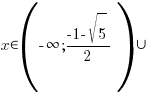 x∈(-∞; (-1-√5)/2)∪